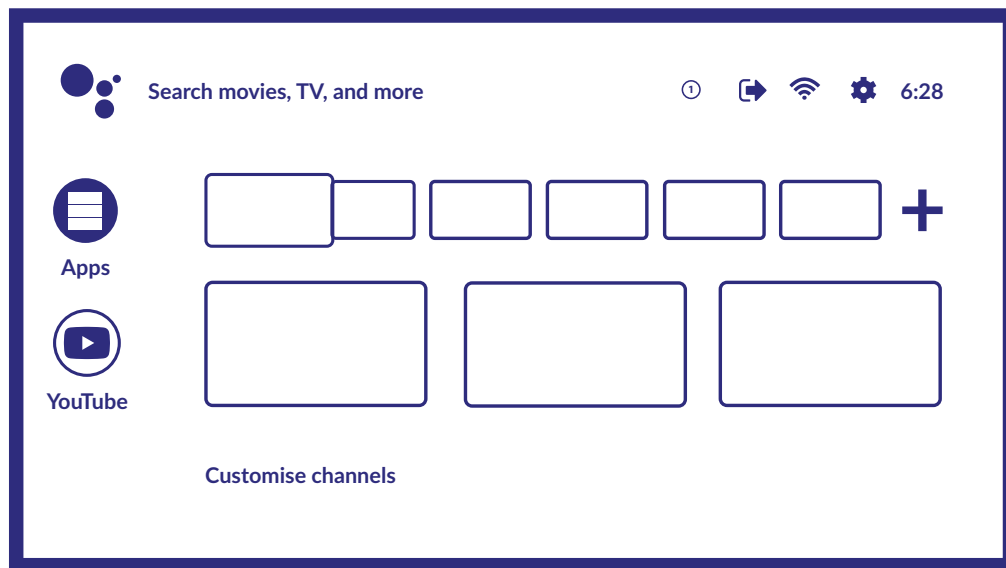 Search movies, TV, and more
1
6:28
Apps
YouTube
Customise channels